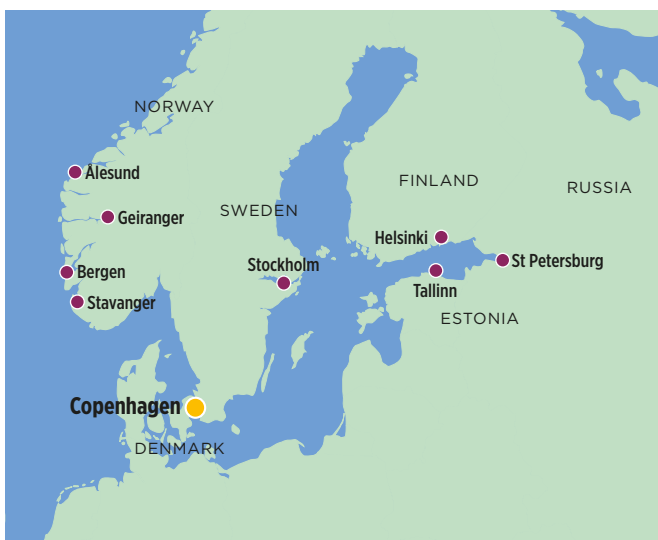 NORWAY
Ålesund
FINLAND
RUSSIA
Geiranger
SWEDEN
Helsinki
St Petersburg
Bergen
Stockholm
Tallinn
Stavanger
ESTONIA
Copenhagen
DENMARK